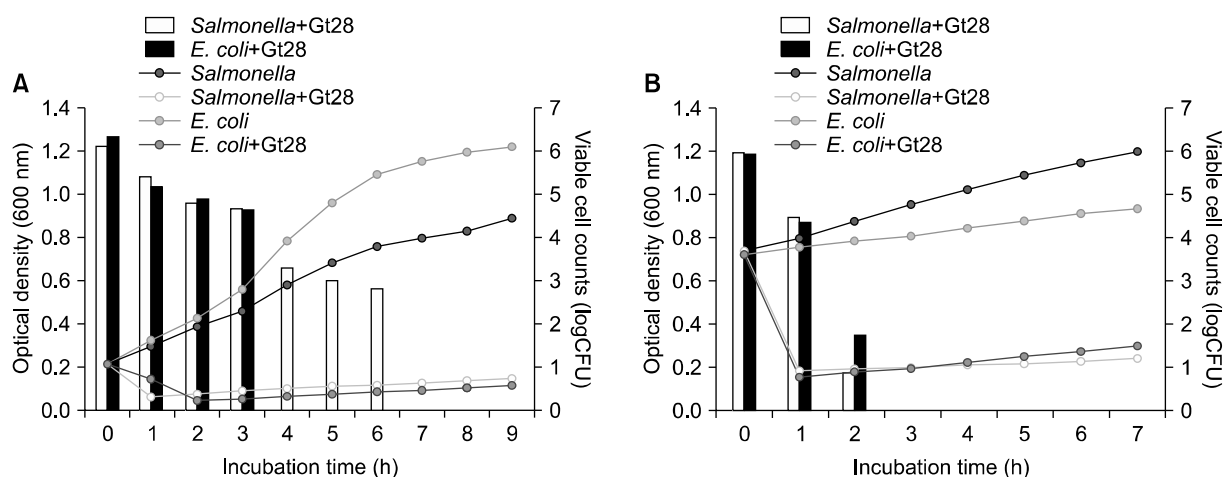 A
Salmonella+Gt28
E. coli+Gt28
Salmonella
Salmonella+Gt28
E. coli
E. coli+Gt28
Optical density (600 nm)
1.4
1.2
1.0
0.8
0.6
0.4
0.2
0.0
7
6
5
4
3
2
1
0
Viable cell counts (logCFU)
0 1 2 3 4 5 6 7 8 9
Incubation time (h)
B
Salmonella+Gt28
E. coli+Gt28
Salmonella
Salmonella+Gt28
E. coli
E. coli+Gt28
Optical density (600 nm)
1.4
1.2
1.0
0.8
0.6
0.4
0.2
0.0
7
6
5
4
3
2
1
0
Viable cell counts (logCFU)
0 1 2 3 4 5 6 7
Incubation time (h)